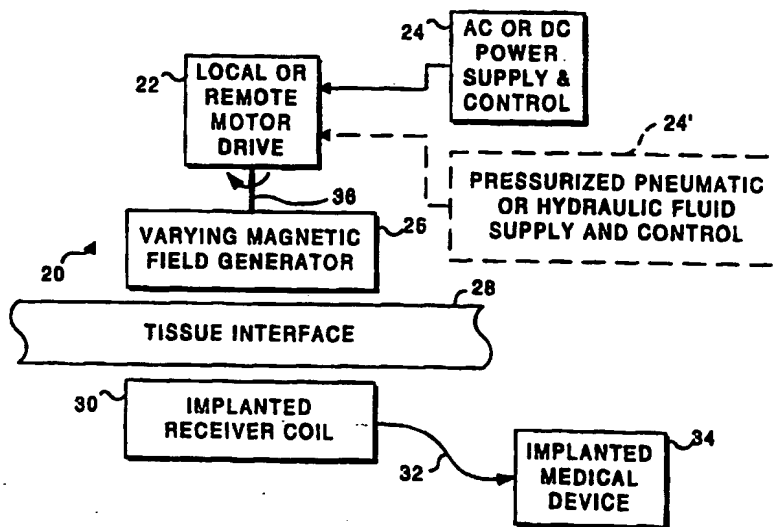 24
AC OR DC
POWER
SUPPLY &
CONTROL
22
LOCAL OR
REMOTE
MOTOR
DRIVE
24'
PRESSURIZED PNEUMATIC
OR HYDRAULIC FLUID
SUPPLY AND CONTROL
36
26
VARYING MAGNETIC
FIELD GENERATOR
20
28
TISSUE INTERFACE
30
IMPLANTED
RECEIVER COIL
32
34
IMPLANTED
MEDICAL
DEVICE